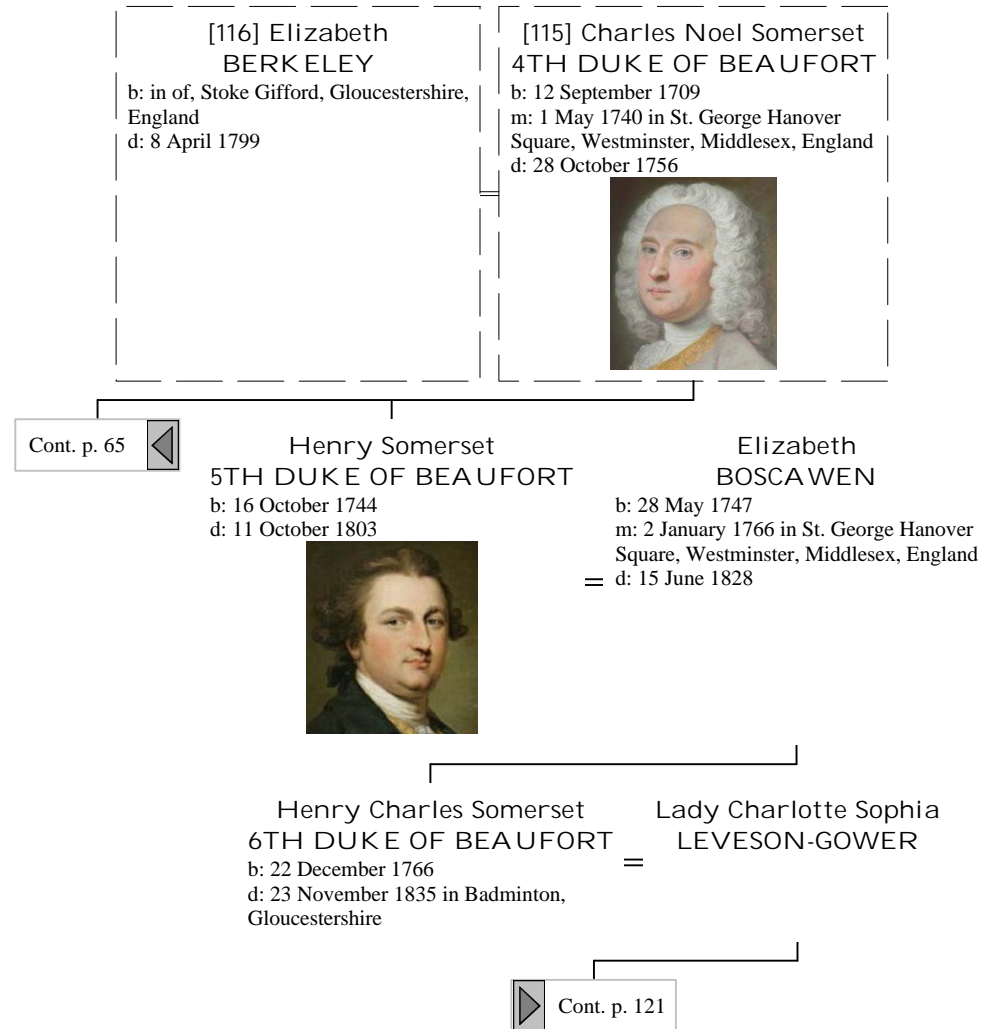 [116] Elizabeth
BERKELEY
b: in of, Stoke Gifford, Gloucestershire,
England
d: 8 April 1799
[115] Charles Noel Somerset
4TH DUKE OF BEAUFORT
b: 12 September 1709
m: 1 May 1740 in St. George Hanover
Square, Westminster, Middlesex, England
d: 28 October 1756
=
Cont. p. 65
Henry Somerset
5TH DUKE OF BEAUFORT
b: 16 October 1744
d: 11 October 1803
=
Elizabeth
BOSCAWEN
b: 28 May 1747
m: 2 January 1766 in St. George Hanover
Square, Westminster, Middlesex, England
d: 15 June 1828
Henry Charles Somerset
6TH DUKE OF BEAUFORT
b: 22 December 1766
d: 23 November 1835 in Badminton,
Gloucestershire
=
Lady Charlotte Sophia
LEVESON-GOWER
Cont. p. 121